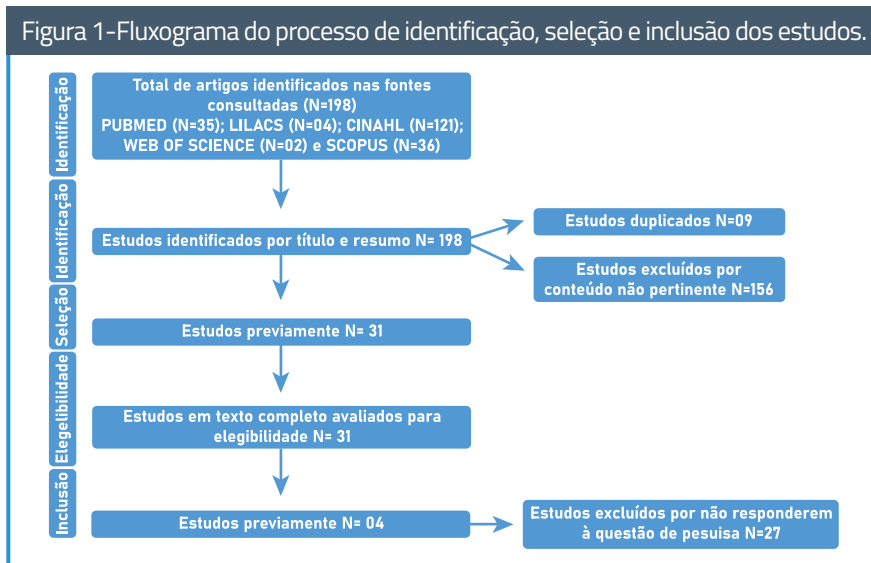 Figura 1-Fluxograma do processo de identificação, seleção e inclusão dos estudos.
Identificação
Total de artigos identificados nas fontes
consultadas (N=198)
PUBMED (N=35); LILACS (N=04); CINAHL (N=121);
WEB OF SCIENCE (N=02) e SCOPUS (N=36)
Identificação
Estudos identificados por título e resumo N= 198
Estudos duplicados N=09
Estudos excluídos por
conteúdo não pertinente N=156
Seleção
Estudos previamente N= 31
Elegelibilidade
Estudos em texto completo avaliados para
elegibilidade N= 31
Inclusão
Estudos previamente N= 04
Estudos excluídos por não responderem
à questão de pesuisa N=27